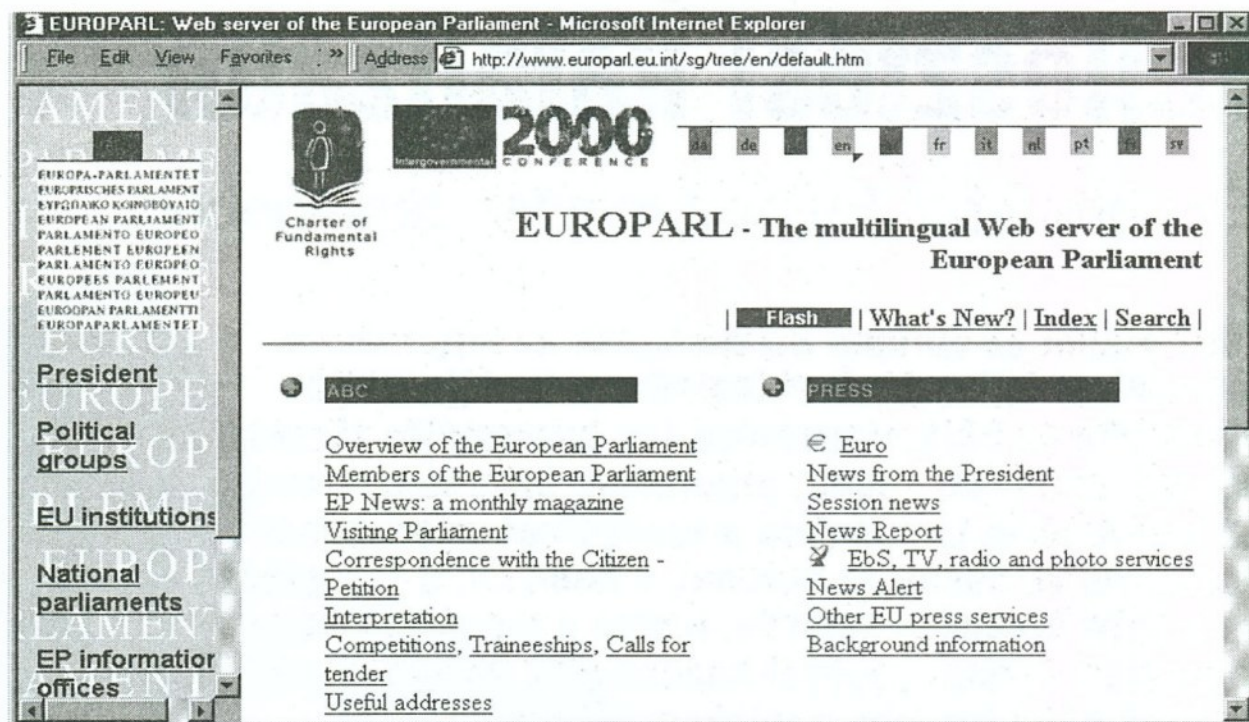 EUROPARL: Web server of the European Parliament - Microsoft Internet Explorer
File Edit View Favorites » Address http://www.europarl.eu.int/sg/tree/en/default.htm
EUROPA-PARLAMENTET
EUROPÄISCHES PARLAMENT
ΕΥΡΩΠΑΪΚΟ ΚΟΙΝΟΒΟΥΛΙΟ
EUROPEAN PARLIAMENT
PARLAMENTO EUROPEO
PARLEMENT EUROPEEN
PARLAMENTO EUROPEO
EUROPEES PARLEMENT
PARLAMENTO EUROPEU
EUROOPAN PARLAMENTTI
EUROPAPARLAMENTET
President
Political
groups
EU institutions
National
parliaments
EP information
offices
Charter of
Fundamental
Rights
Intergovernmental
2000
CONFERENCE
da de en fr it nl pt fi sv
EUROPARL - The multilingual Web server of the
European Parliament
| Flash | What's New? | Index | Search |
ABC
Overview of the European Parliament
Members of the European Parliament
EP News: a monthly magazine
Visiting Parliament
Correspondence with the Citizen -
Petition
Interpretation
Competitions, Traineeships, Calls for
tender
Useful addresses
PRESS
€ Euro
News from the President
Session news
News Report
EbS, TV, radio and photo services
News Alert
Other EU press services
Background information